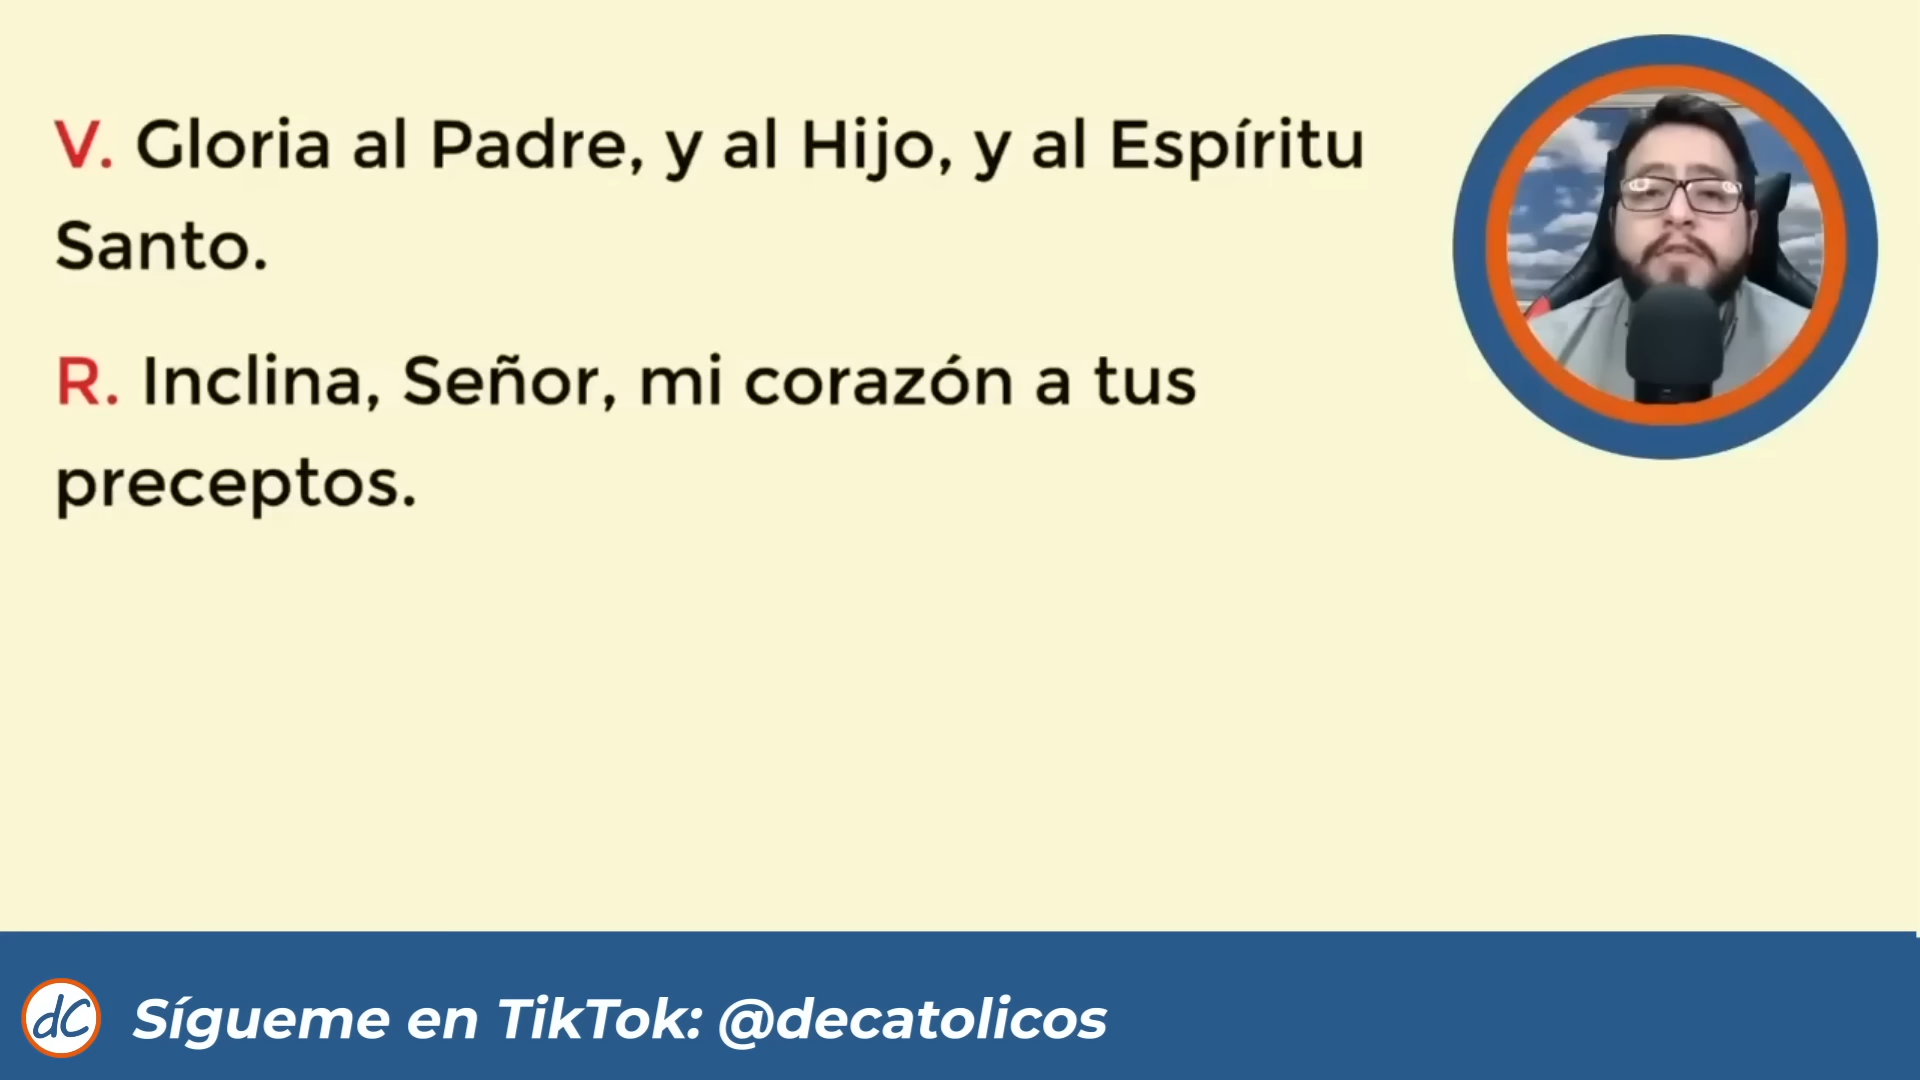 V. Gloria al Padre, y al Hijo, y al Espíritu
Santo.
R. Inclina, Señor, mi corazón a tus
preceptos.
dC Sígueme en TikTok: @decatolicos